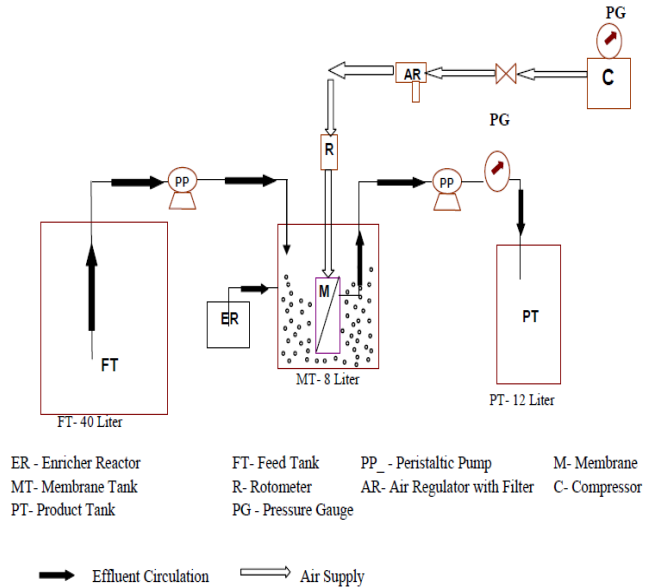 PG
C
AR
PG
R
PP
PP
M
ER
FT
PT
MT- 8 Liter
PT- 12 Liter
FT- 40 Liter
ER - Enricher Reactor FT- Feed Tank PP_ - Peristaltic Pump M- Membrane
MT- Membrane Tank R- Rotometer AR- Air Regulator with Filter C- Compressor
PT- Product Tank PG - Pressure Gauge
Effluent Circulation Air Supply